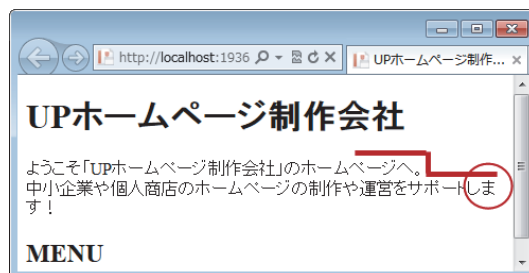 http://localhost:1936
UPホームページ制作...
UPホームページ制作会社
ようこそ「UPホームページ制作会社」のホームページへ。
中小企業や個人商店のホームページの制作や運営をサポートしま
す！
MENU